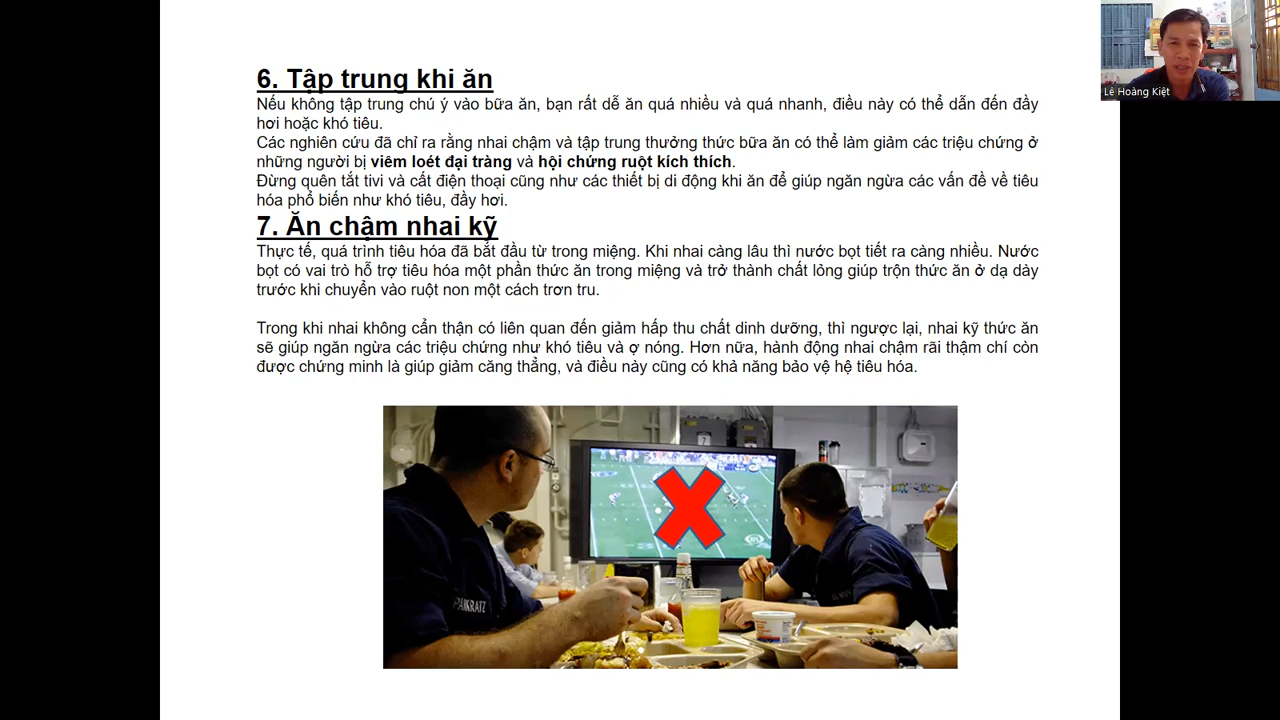 6. Tập trung khi ăn
Nếu không tập trung chú ý vào bữa ăn, bạn rất dễ ăn quá nhiều và quá nhanh, điều này có thể dẫn đến đầy
hơi hoặc khó tiêu.
Các nghiên cứu đã chỉ ra rằng nhai chậm và tập trung thưởng thức bữa ăn có thể làm giảm các triệu chứng ở
những người bị viêm loét đại tràng và hội chứng ruột kích thích.
Đừng quên tắt tivi và cất điện thoại cũng như các thiết bị di động khi ăn để giúp ngăn ngừa các vấn đề về tiêu
hóa phổ biến như khó tiêu, đầy hơi.
7. Ăn chậm nhai kỹ
Thực tế, quá trình tiêu hóa đã bắt đầu từ trong miệng. Khi nhai càng lâu thì nước bọt tiết ra càng nhiều. Nước
bọt có vai trò hỗ trợ tiêu hóa một phần thức ăn trong miệng và trở thành chất lỏng giúp trộn thức ăn ở dạ dày
trước khi chuyển vào ruột non một cách trơn tru.
Trong khi nhai không cẩn thận có liên quan đến giảm hấp thu chất dinh dưỡng, thì ngược lại, nhai kỹ thức ăn
sẽ giúp ngăn ngừa các triệu chứng như khó tiêu và ợ nóng. Hơn nữa, hành động nhai chậm rãi thậm chí còn
được chứng minh là giúp giảm căng thẳng, và điều này cũng có khả năng bảo vệ hệ tiêu hóa.
Lê Hoàng Kiệt